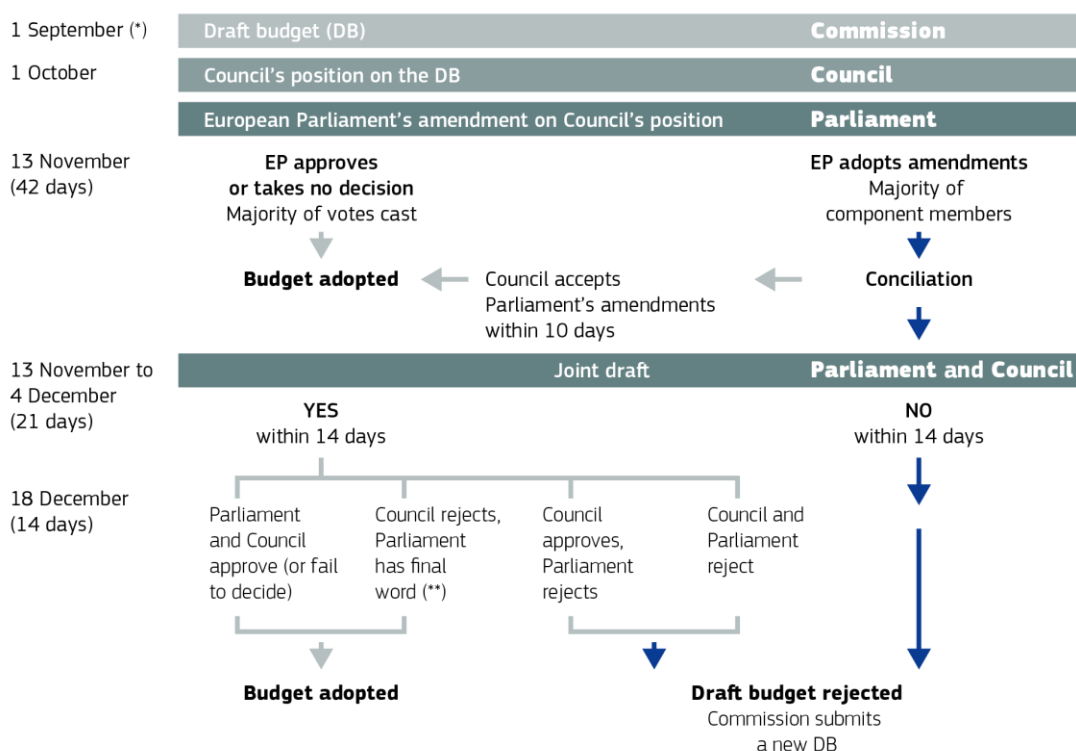 1 September (*)
Draft budget (DB)
Commission
1 October
Council’s position on the DB
Council
European Parliament’s amendment on Council’s position
Parliament
13 November
(42 days)
EP approves
or takes no decision
Majority of votes cast
EP adopts amendments
Majority of
component members
Budget adopted
Council accepts
Parliament’s amendments
within 10 days
Conciliation
13 November to
4 December
(21 days)
Joint draft
Parliament and Council
YES
within 14 days
NO
within 14 days
18 December
(14 days)
Parliament
and Council
approve (or fail
to decide)
Council rejects,
Parliament
has final
word (**)
Council
approves,
Parliament
rejects
Council and
Parliament
reject
Budget adopted
Draft budget rejected
Commission submits
a new DB